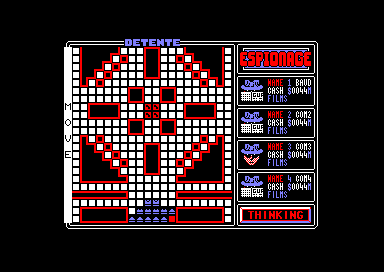 DETENTE
ESPIONAGE
MOVE
NAME 1 BAUD
CASH $0044M
FILMS
NAME 2 COM2
CASH $0044M
FILMS
NAME 3 COM3
CASH $0044M
FILMS
NAME 4 COM4
CASH $0044M
FILMS
THINKING